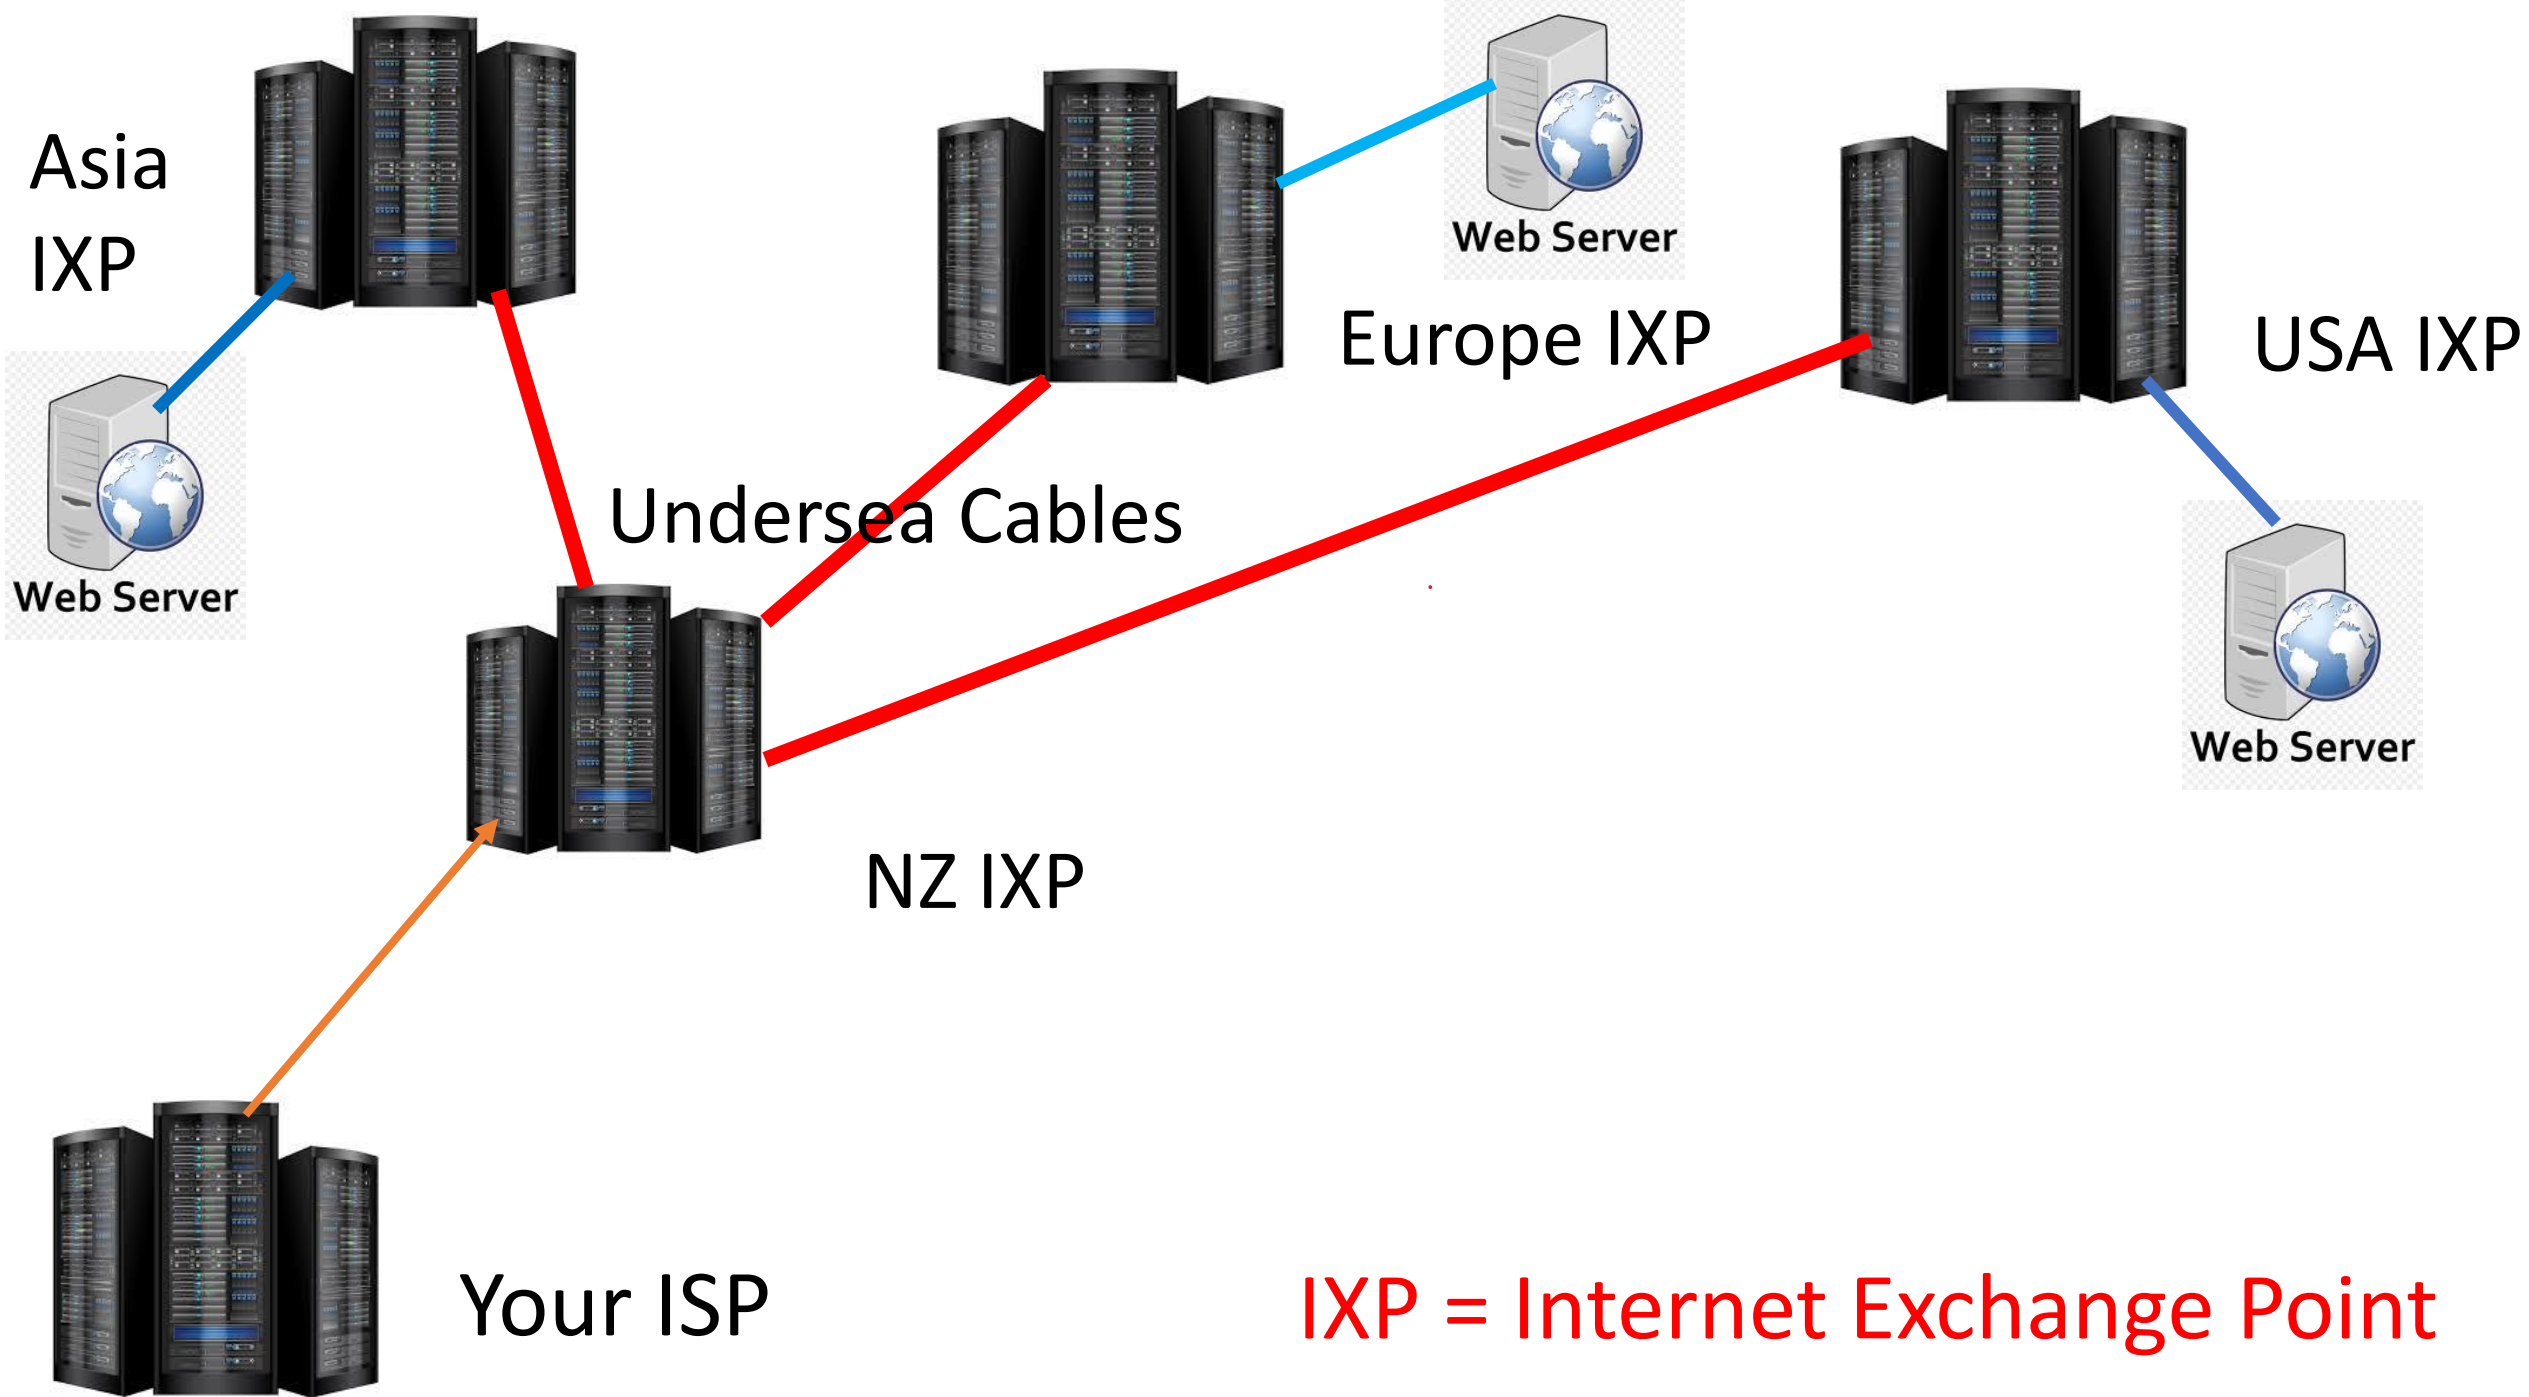 Asia
IXP
Web Server
Europe IXP
USA IXP
Undersea Cables
Web Server
Web Server
NZ IXP
Your ISP
IXP = Internet Exchange Point